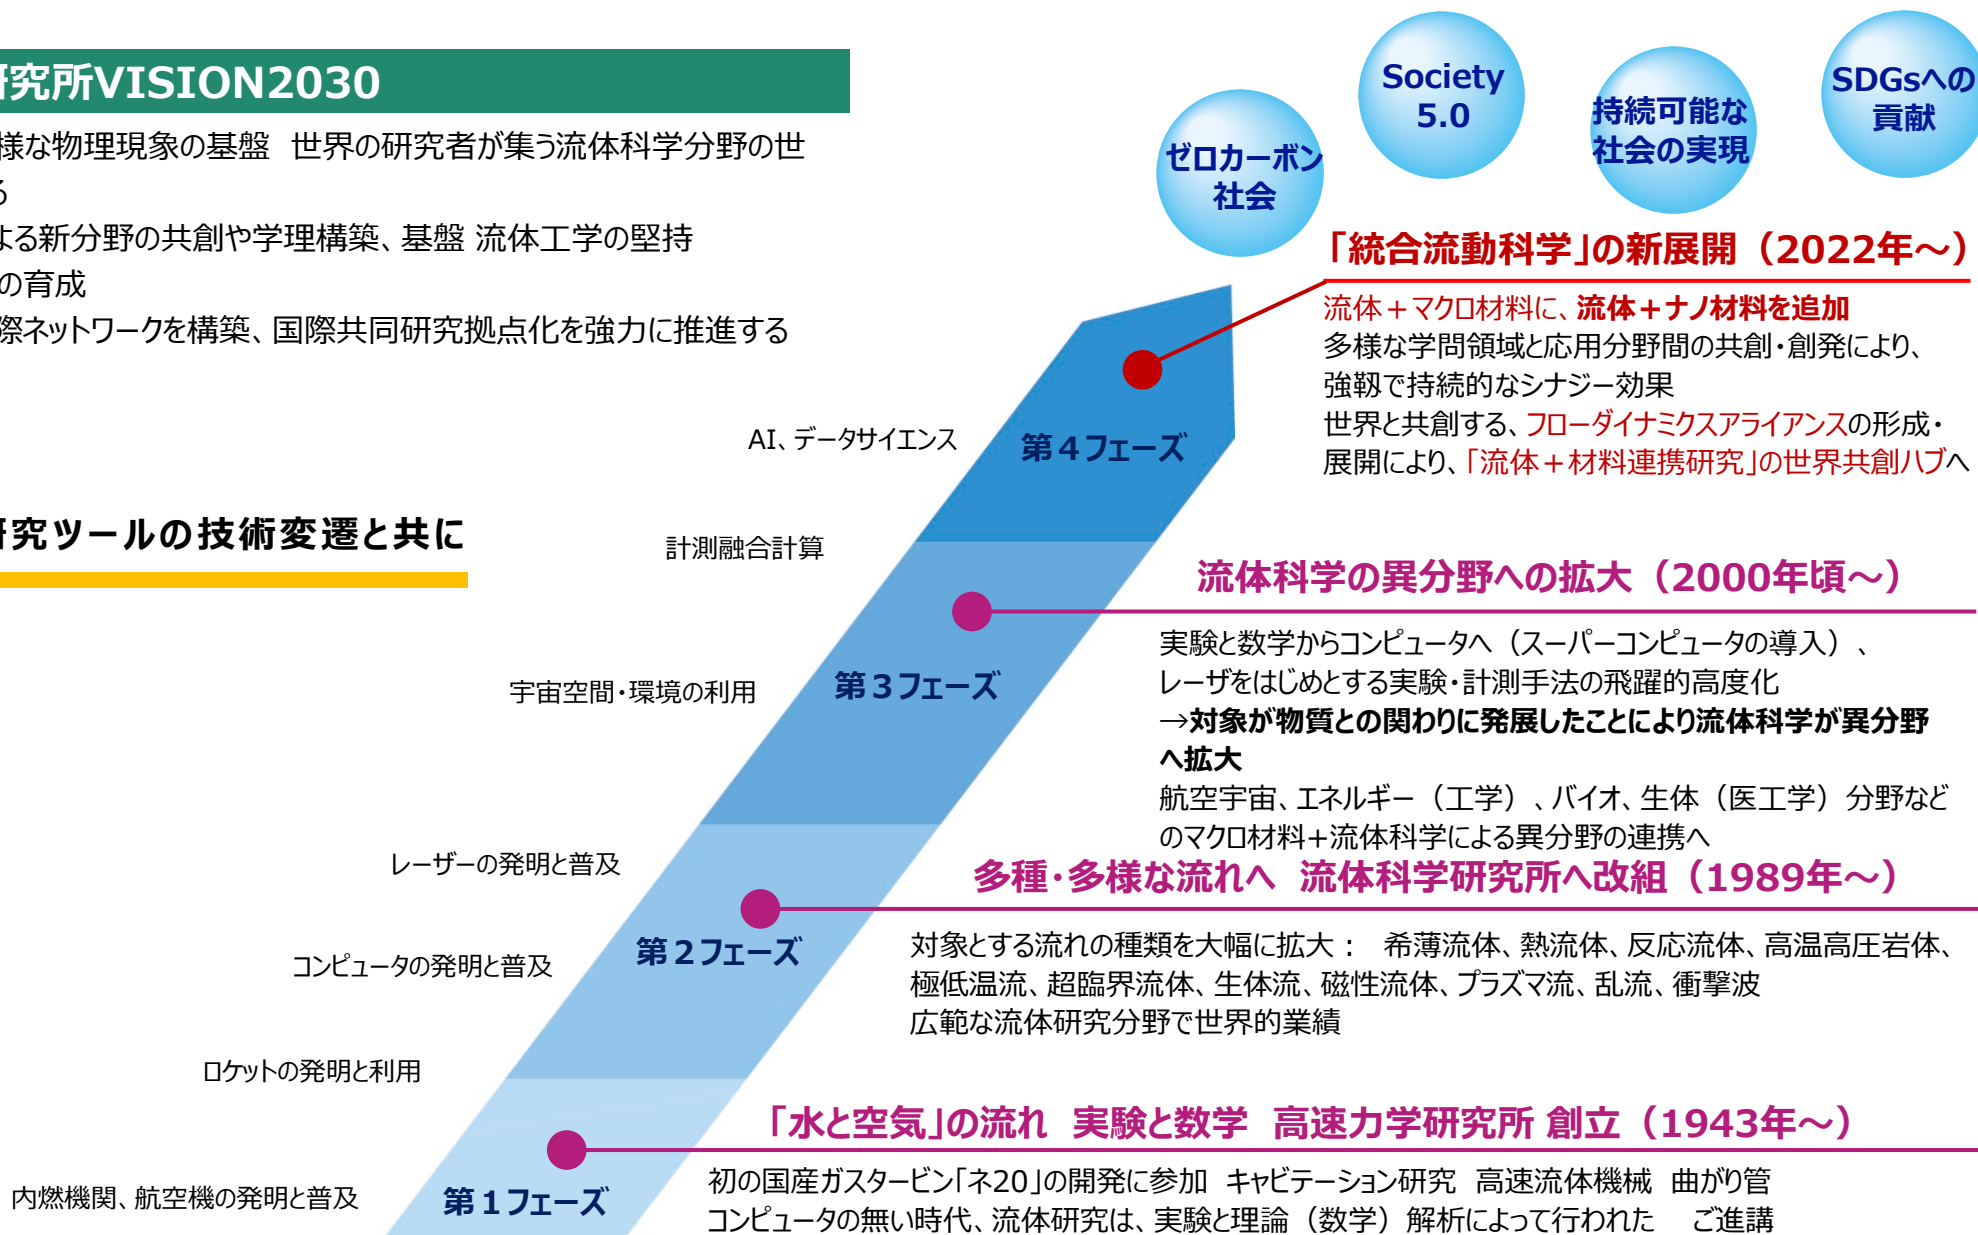 研究所VISION2030
様な物理現象の基盤 世界の研究者が集う流体科学分野の世
る
よる新分野の共創や学理構築、基盤 流体工学の堅持
の育成
際ネットワークを構築、国際共同研究拠点化を強力に推進する
Society
5.0
SDGsへの
貢献
持続可能な
社会の実現
ゼロカーボン
社会
「統合流動科学」の新展開（2022年～）
流体＋マクロ材料に、流体＋ナノ材料を追加
多様な学問領域と応用分野間の共創・創発により、
強靱で持続的なシナジー効果
世界と共創する、フローダイナミクスアライアンスの形成・
展開により、「流体＋材料連携研究」の世界共創ハブへ
AI、データサイエンス
第４フェーズ
研究ツールの技術変遷と共に
計測融合計算
流体科学の異分野への拡大（2000年頃～）
実験と数学からコンピュータへ（スーパーコンピュータの導入）、
レーザをはじめとする実験・計測手法の飛躍的高度化
→対象が物質との関わりに発展したことにより流体科学が異分野
へ拡大
航空宇宙、エネルギー（工学）、バイオ、生体（医工学）分野など
のマクロ材料＋流体科学による異分野の連携へ
宇宙空間・環境の利用
第３フェーズ
レーザーの発明と普及
多種・多様な流れへ 流体科学研究所へ改組（1989年～）
対象とする流れの種類を大幅に拡大： 希薄流体、熱流体、反応流体、高温高圧岩体、
極低温流、超臨界流体、生体流、磁性流体、プラズマ流、乱流、衝撃波
広範な流体研究分野で世界的業績
コンピュータの発明と普及
第２フェーズ
ロケットの発明と利用
「水と空気」の流れ 実験と数学 高速力学研究所 創立（1943年～）
初の国産ガスタービン「ネ20」の開発に参加 キャビテーション研究 高速流体機械 曲がり管
コンピュータの無い時代、流体研究は、実験と理論（数学）解析によって行われた ご進講
内燃機関、航空機の発明と普及
第１フェーズ